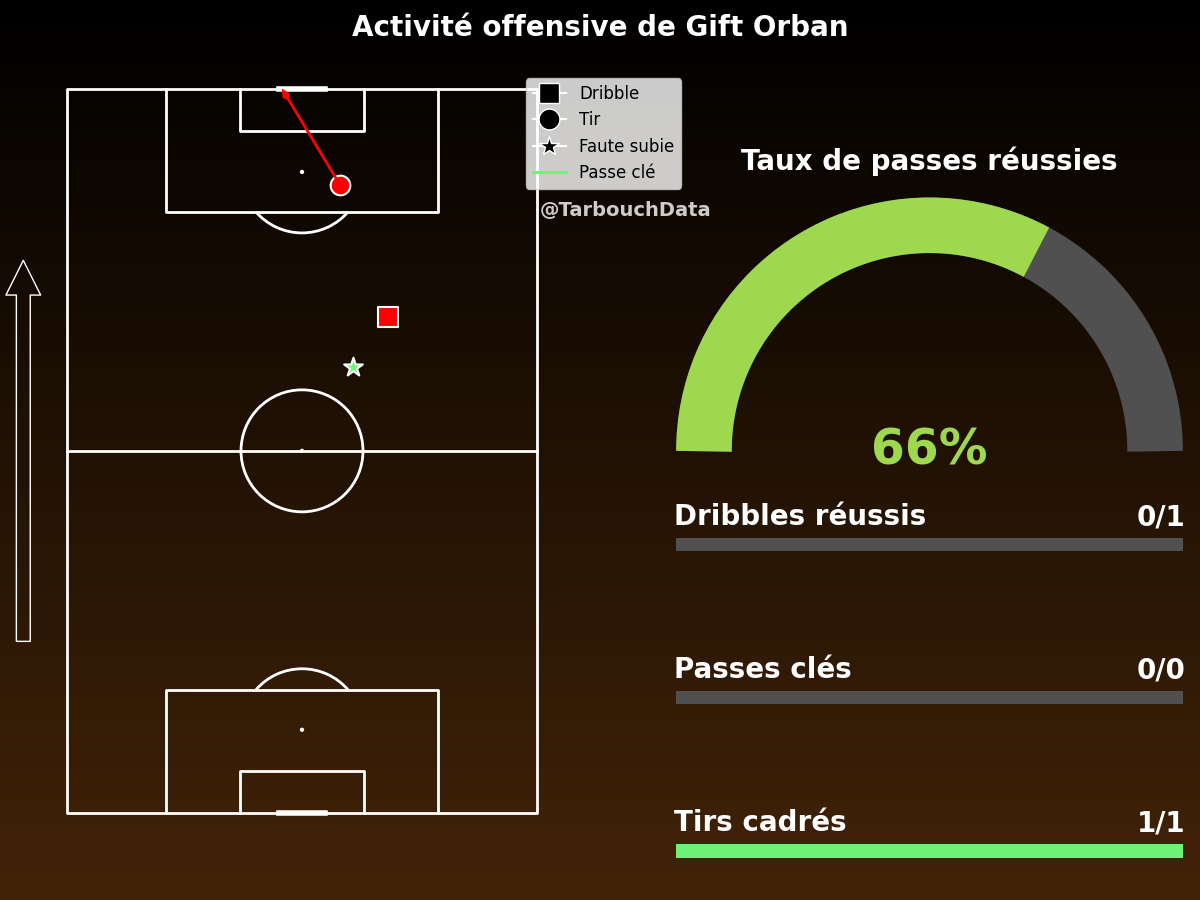 Activité offensive de Gift Orban
Dribble
Tir
Faute subie
Passe clé
@TarbouchData
Taux de passes réussies
66%
Dribbles réussis 0/1
Passes clés 0/0
Tirs cadrés 1/1